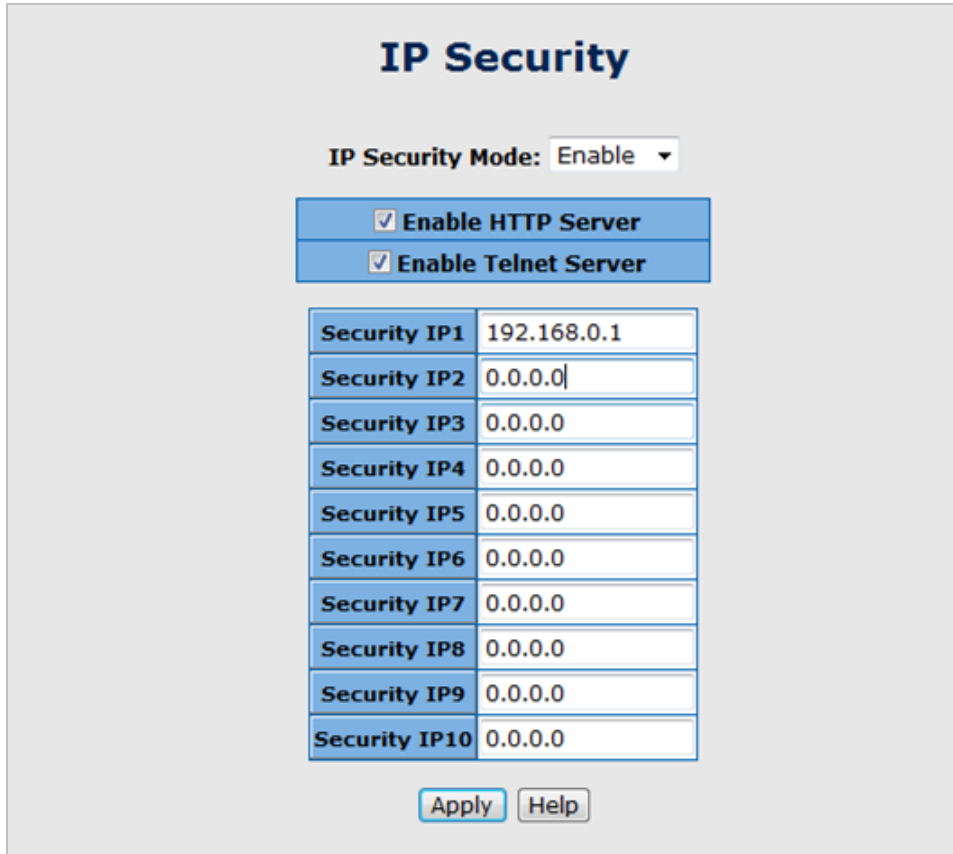 IP Security
IP Security Mode: Enable
Enable HTTP Server
Enable Telnet Server
Security IP1 192.168.0.1
Security IP2 0.0.0.0
Security IP3 0.0.0.0
Security IP4 0.0.0.0
Security IP5 0.0.0.0
Security IP6 0.0.0.0
Security IP7 0.0.0.0
Security IP8 0.0.0.0
Security IP9 0.0.0.0
Security IP10 0.0.0.0
Apply Help